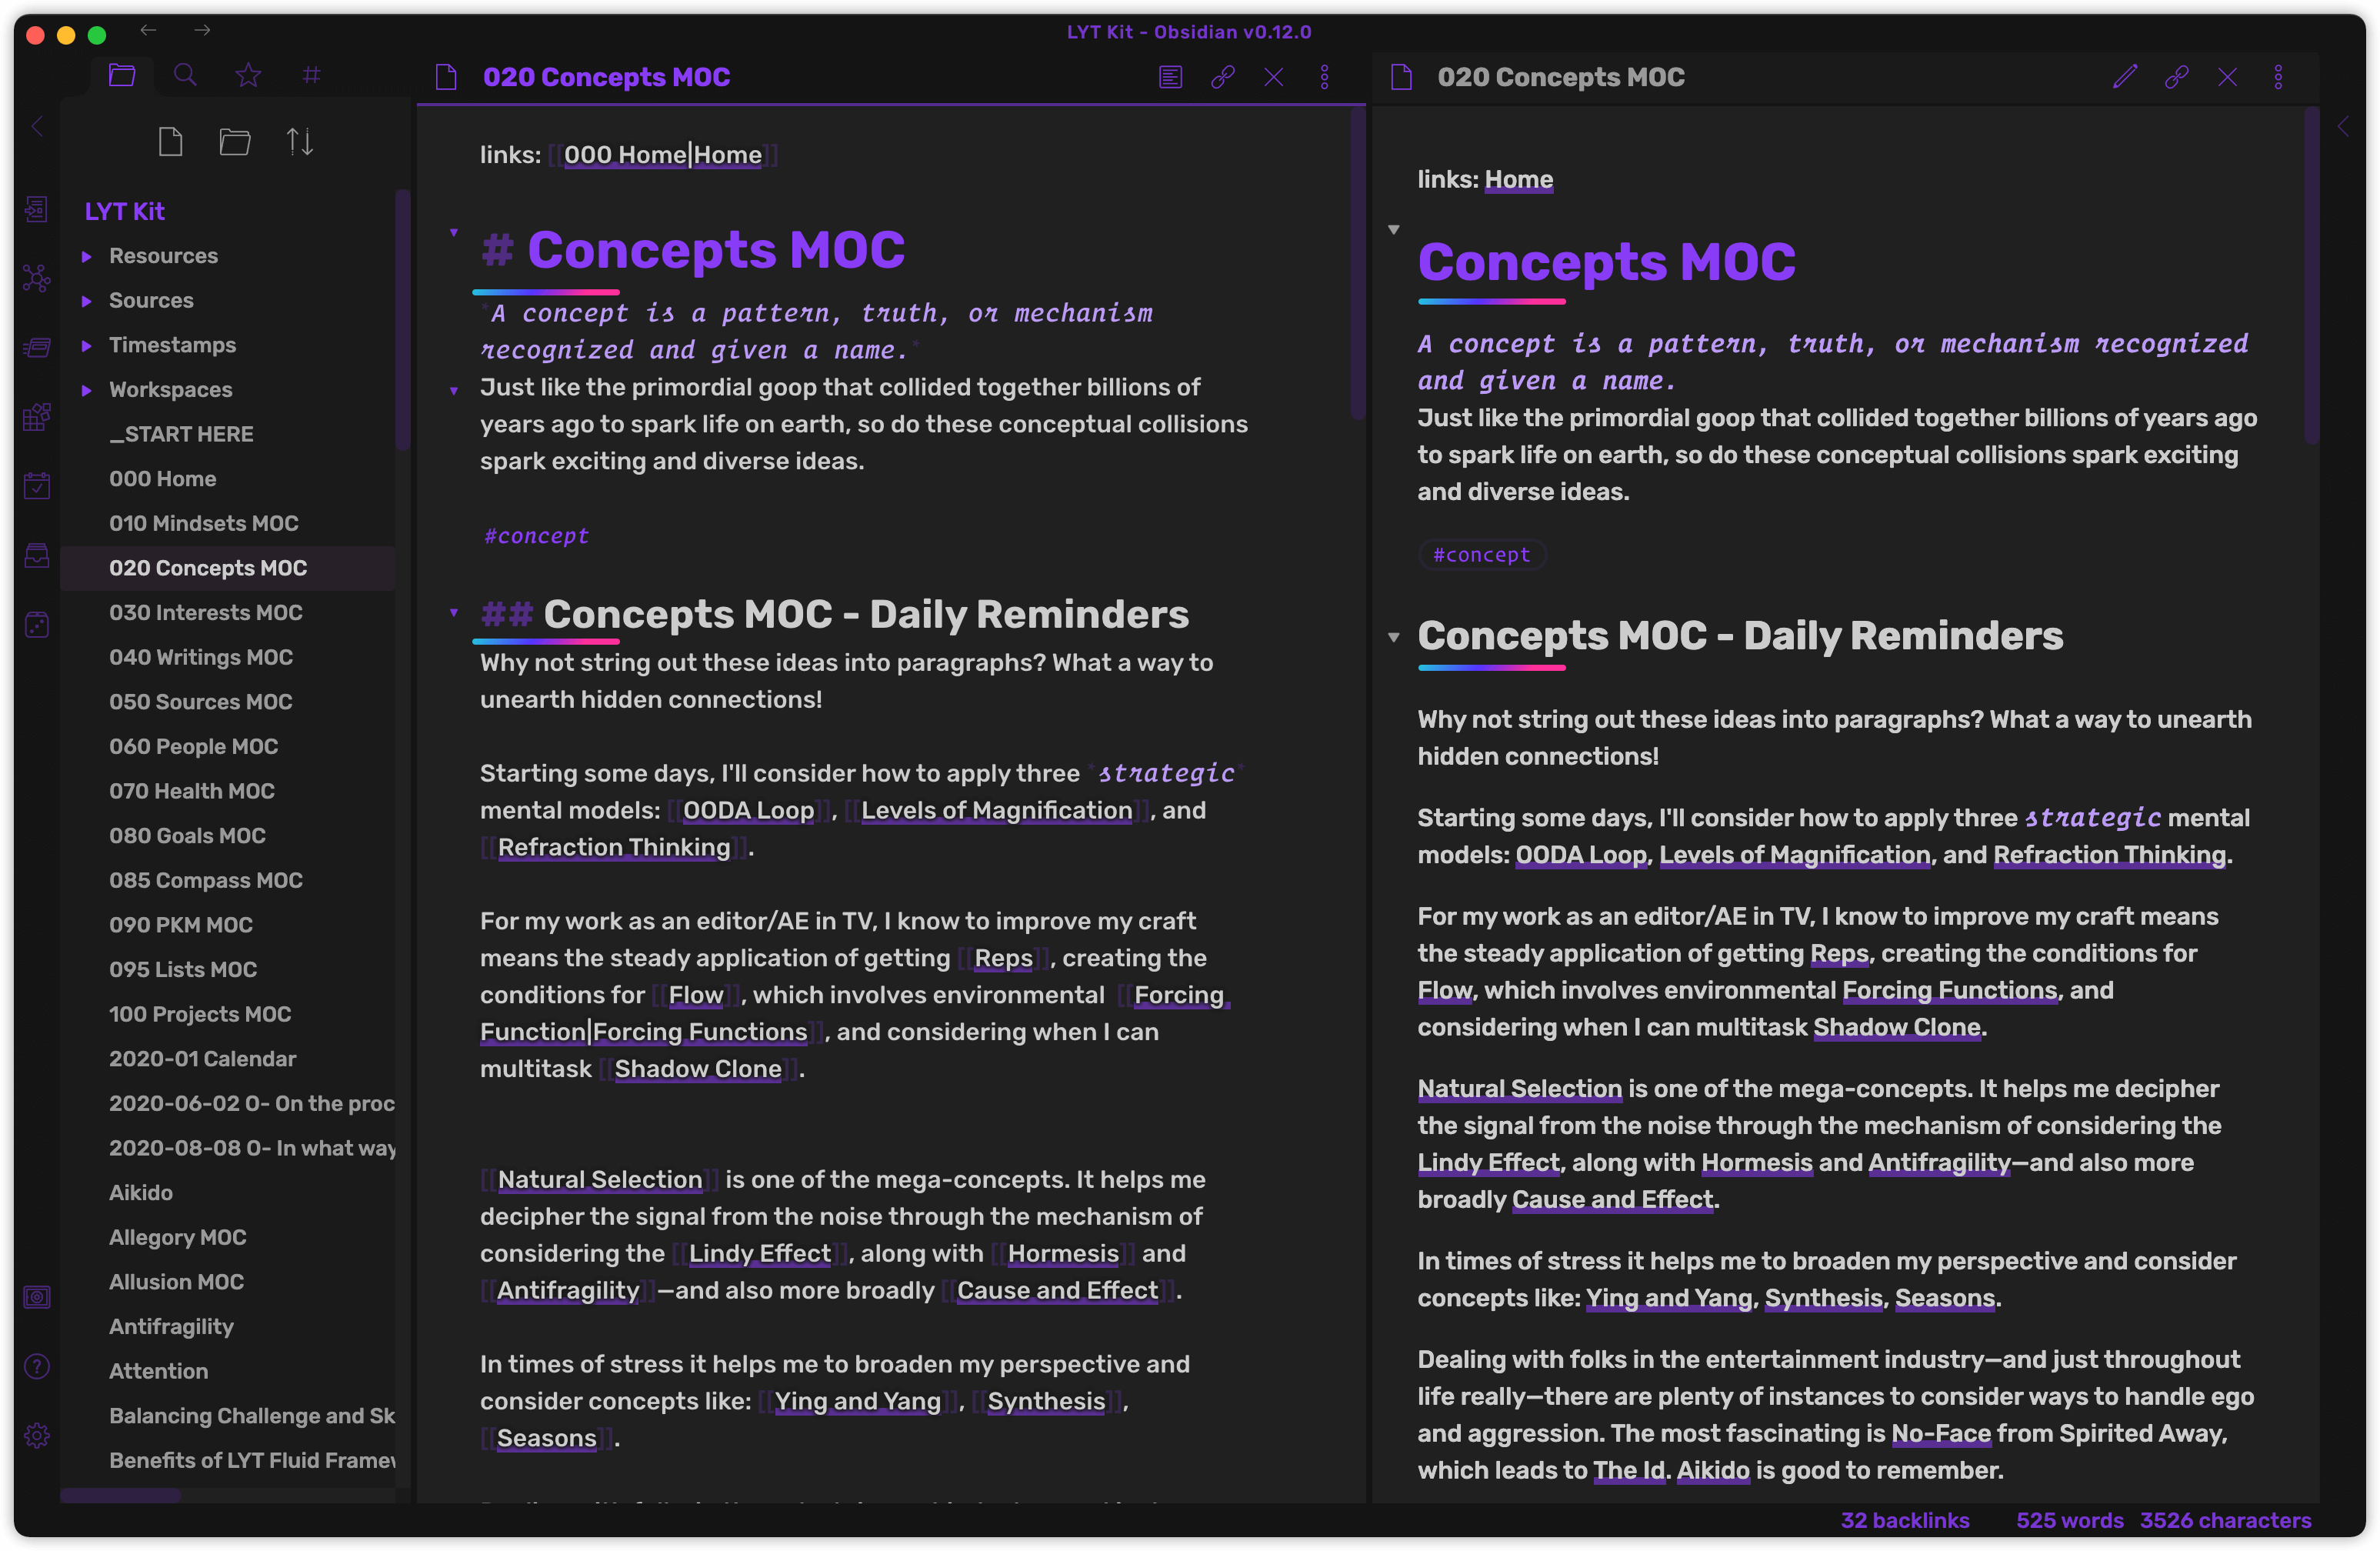 LYT Kit - Obsidian v0.12.0
LYT Kit
Resources
Sources
Timestamps
Workspaces
_START HERE
000 Home
010 Mindsets MOC
020 Concepts MOC
030 Interests MOC
040 Writings MOC
050 Sources MOC
060 People MOC
070 Health MOC
080 Goals MOC
085 Compass MOC
090 PKM MOC
095 Lists MOC
100 Projects MOC
2020-01 Calendar
2020-06-02 O- On the proc
2020-08-08 O- In what way
Aikido
Allegory MOC
Allusion MOC
Antifragility
Attention
Balancing Challenge and Sk
Benefits of LYT Fluid Framew
020 Concepts MOC
links: [[000 Home|Home]]
# Concepts MOC
*A concept is a pattern, truth, or mechanism
recognized and given a name.*
Just like the primordial goop that collided together billions of
years ago to spark life on earth, so do these conceptual collisions
spark exciting and diverse ideas.
#concept
## Concepts MOC - Daily Reminders
Why not string out these ideas into paragraphs? What a way to
unearth hidden connections!
Starting some days, I'll consider how to apply three *strategic*
mental models: [[OODA Loop]], [[Levels of Magnification]], and
[[Refraction Thinking]].
For my work as an editor/AE in TV, I know to improve my craft
means the steady application of getting [[Reps]], creating the
conditions for [[Flow]], which involves environmental [[Forcing
Function|Forcing Functions]], and considering when I can
multitask [[Shadow Clone]].
[[Natural Selection]] is one of the mega-concepts. It helps me
decipher the signal from the noise through the mechanism of
considering the [[Lindy Effect]], along with [[Hormesis]] and
[[Antifragility]]—and also more broadly [[Cause and Effect]].
In times of stress it helps me to broaden my perspective and
consider concepts like: [[Ying and Yang]], [[Synthesis]],
[[Seasons]].
020 Concepts MOC
links: Home
Concepts MOC
A concept is a pattern, truth, or mechanism recognized
and given a name.
Just like the primordial goop that collided together billions of years ago
to spark life on earth, so do these conceptual collisions spark exciting
and diverse ideas.
#concept
Concepts MOC - Daily Reminders
Why not string out these ideas into paragraphs? What a way to unearth
hidden connections!
Starting some days, I'll consider how to apply three strategic mental
models: OODA Loop, Levels of Magnification, and Refraction Thinking.
For my work as an editor/AE in TV, I know to improve my craft means
the steady application of getting Reps, creating the conditions for
Flow, which involves environmental Forcing Functions, and
considering when I can multitask Shadow Clone.
Natural Selection is one of the mega-concepts. It helps me decipher
the signal from the noise through the mechanism of considering the
Lindy Effect, along with Hormesis and Antifragility—and also more
broadly Cause and Effect.
In times of stress it helps me to broaden my perspective and consider
concepts like: Ying and Yang, Synthesis, Seasons.
Dealing with folks in the entertainment industry—and just throughout
life really—there are plenty of instances to consider ways to handle ego
and aggression. The most fascinating is No-Face from Spirited Away,
which leads to The Id. Aikido is good to remember.
32 backlinks 525 words 3526 characters